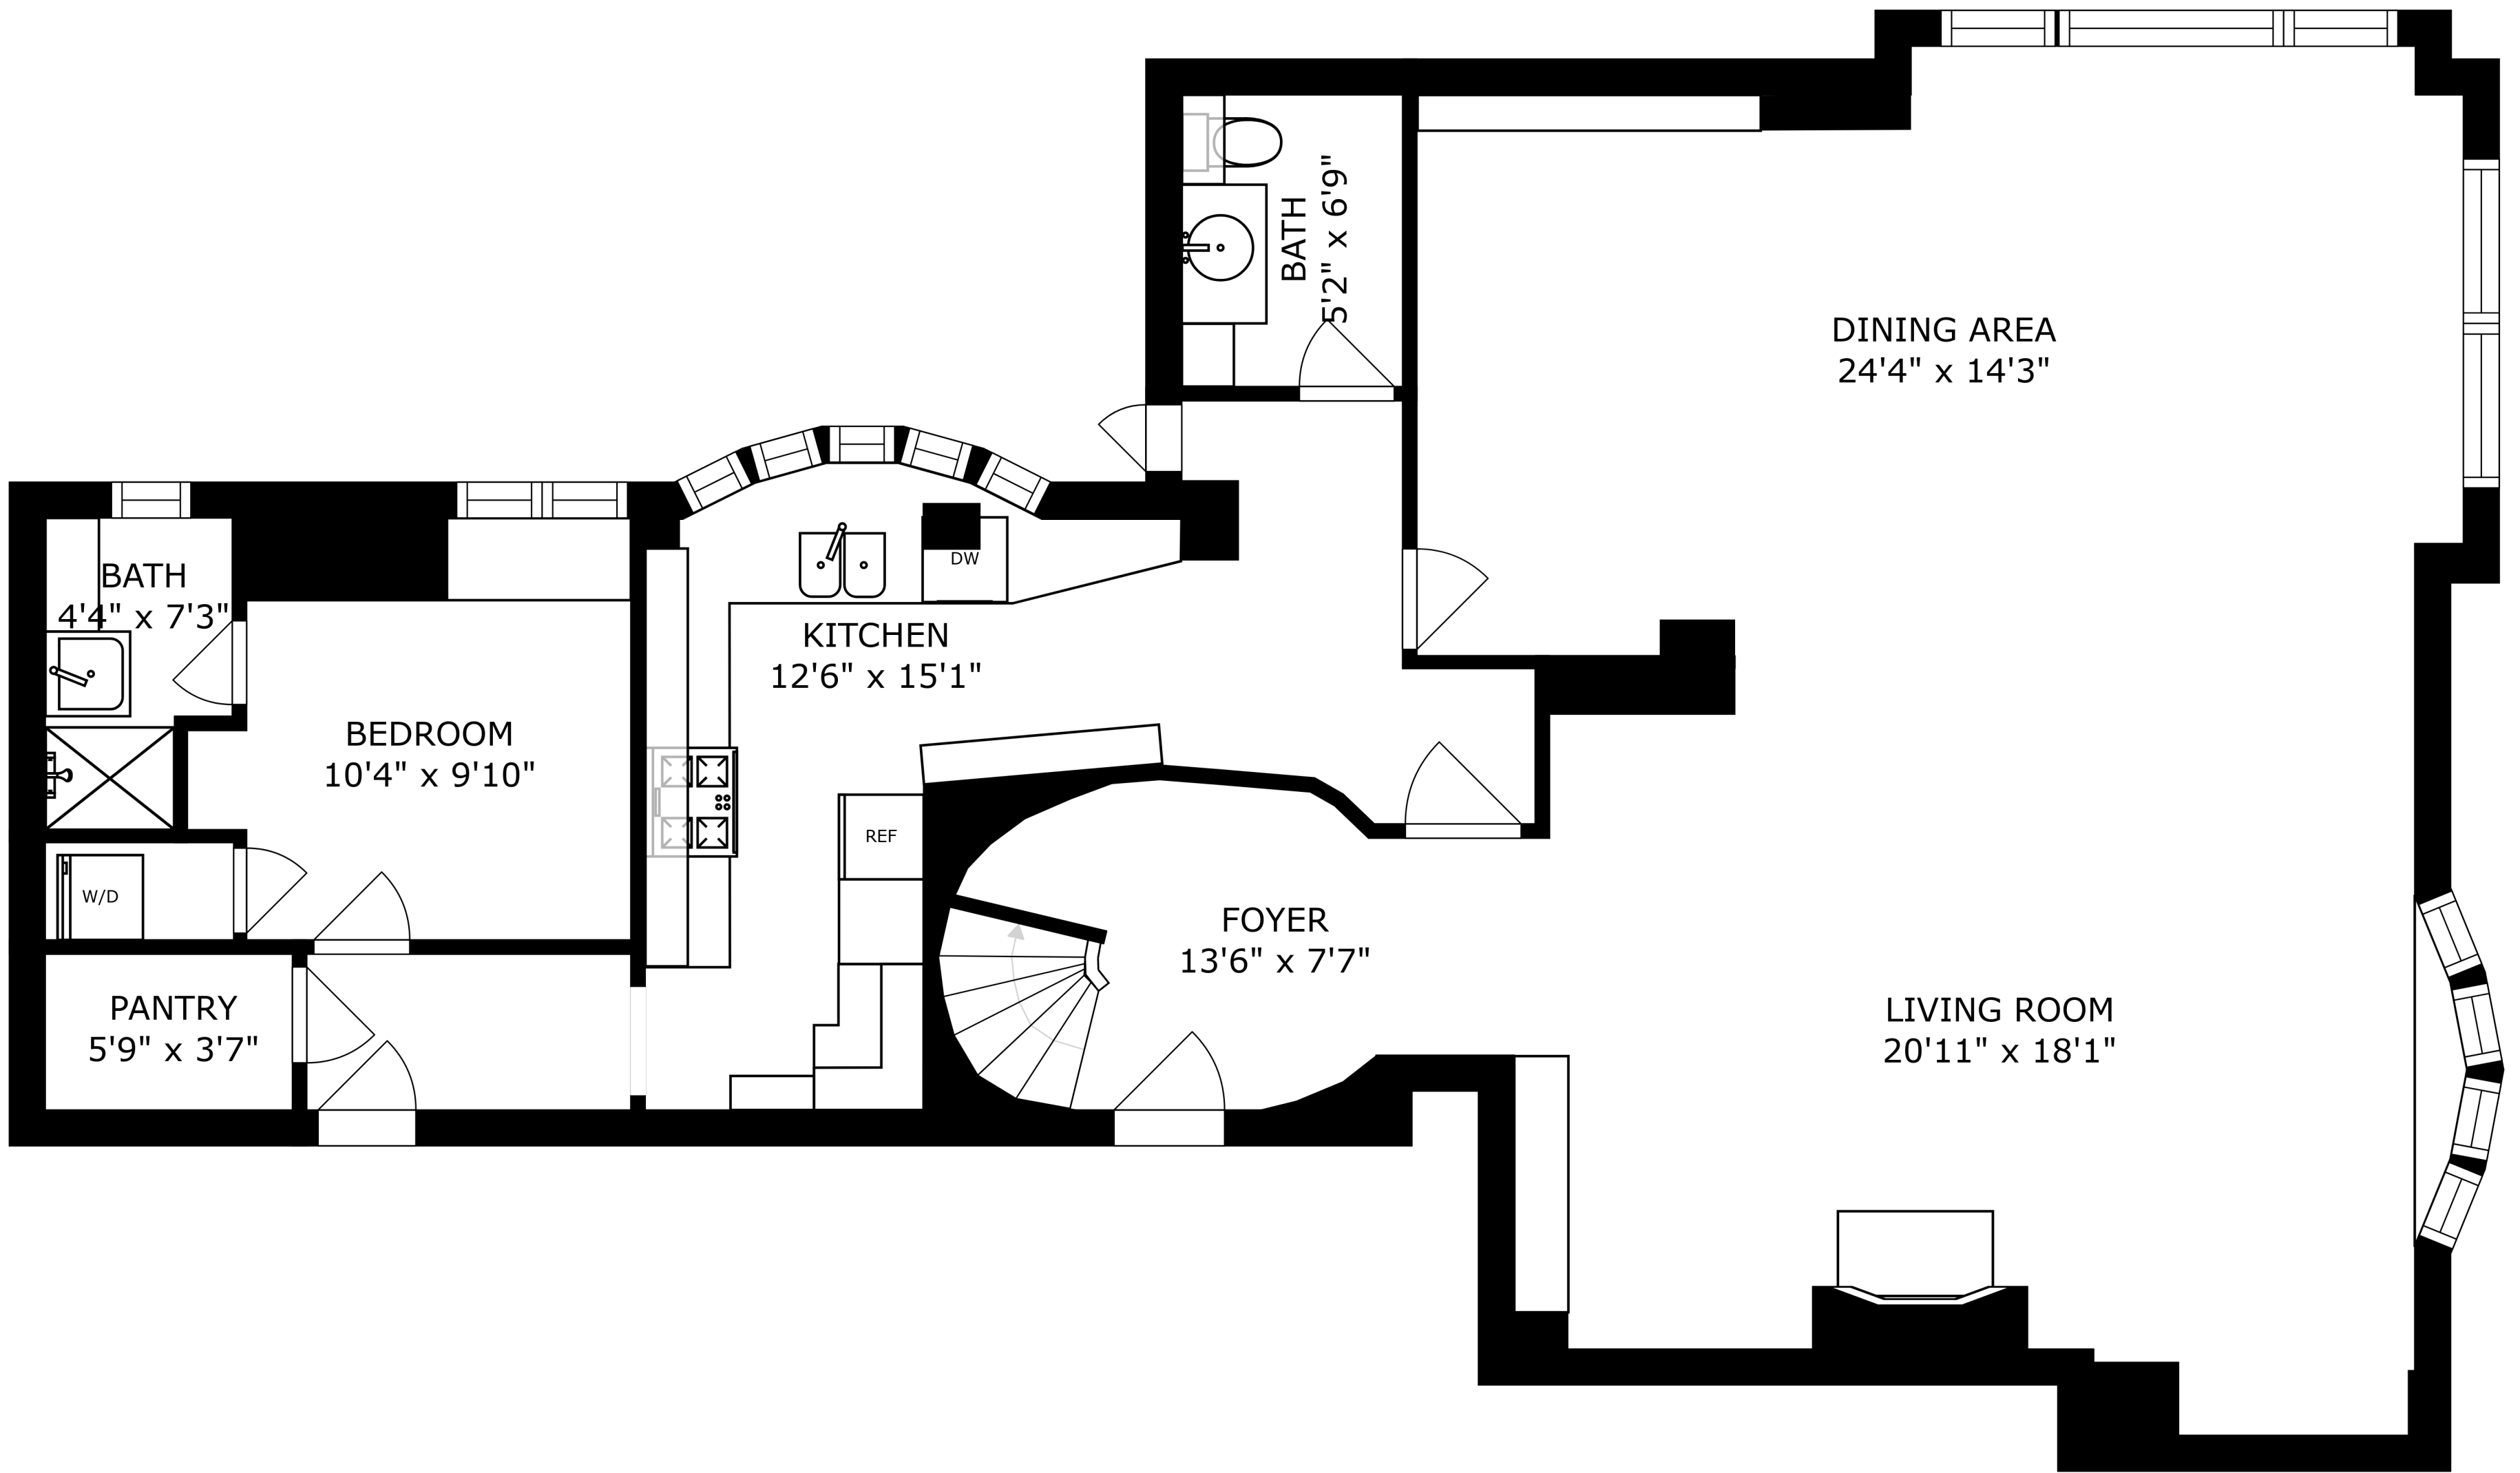 BATH
5'2" x 6'9"
DINING AREA
24'4" x 14'3"
DW
BATH
4'4" x 7'3"
KITCHEN
12'6" x 15'1"
BEDROOM
10'4" x 9'10"
REF
W/D
FOYER
13'6" x 7'7"
PANTRY
5'9" x 3'7"
LIVING ROOM
20'11" x 18'1"